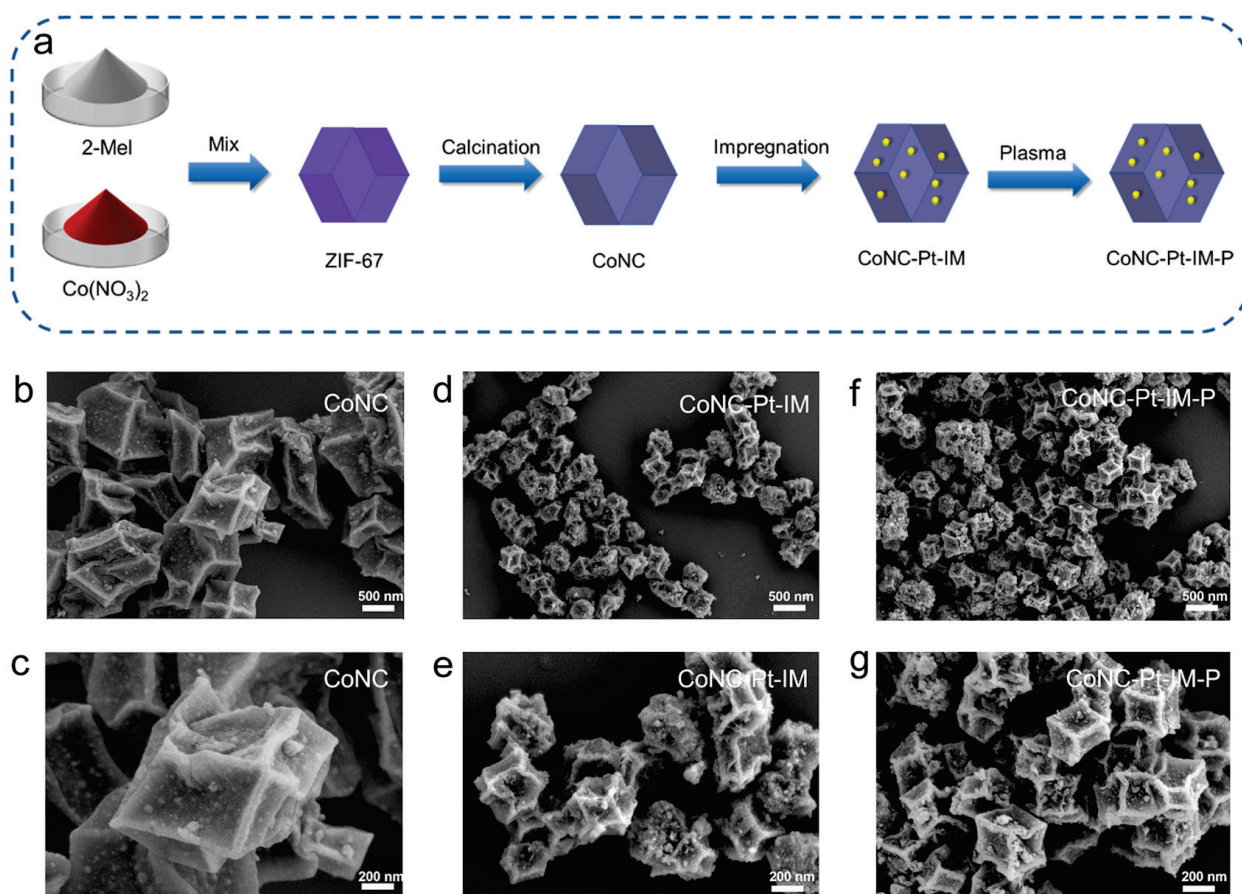 a
2-Mel
Co(NO₃)₂
Mix
ZIF-67
Calcination
CoNC
Impregnation
CoNC-Pt-IM
Plasma
CoNC-Pt-IM-P
b
CoNC
500 nm
d
CoNC-Pt-IM
500 nm
f
CoNC-Pt-IM-P
500 nm
c
CoNC
200 nm
e
CoNC-Pt-IM
200 nm
g
CoNC-Pt-IM-P
200 nm